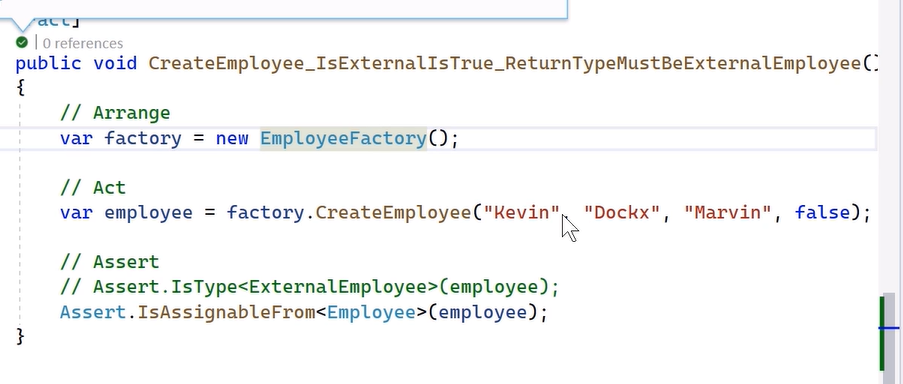 act]
0 references
public void CreateEmployee_IsExternalIsTrue_ReturnTypeMustBeExternalEmployee()
{
// Arrange
var factory = new EmployeeFactory();
// Act
var employee = factory.CreateEmployee("Kevin", "Dockx", "Marvin", false);
// Assert
// Assert.IsType<ExternalEmployee>(employee);
Assert.IsAssignableFrom<Employee>(employee);
}